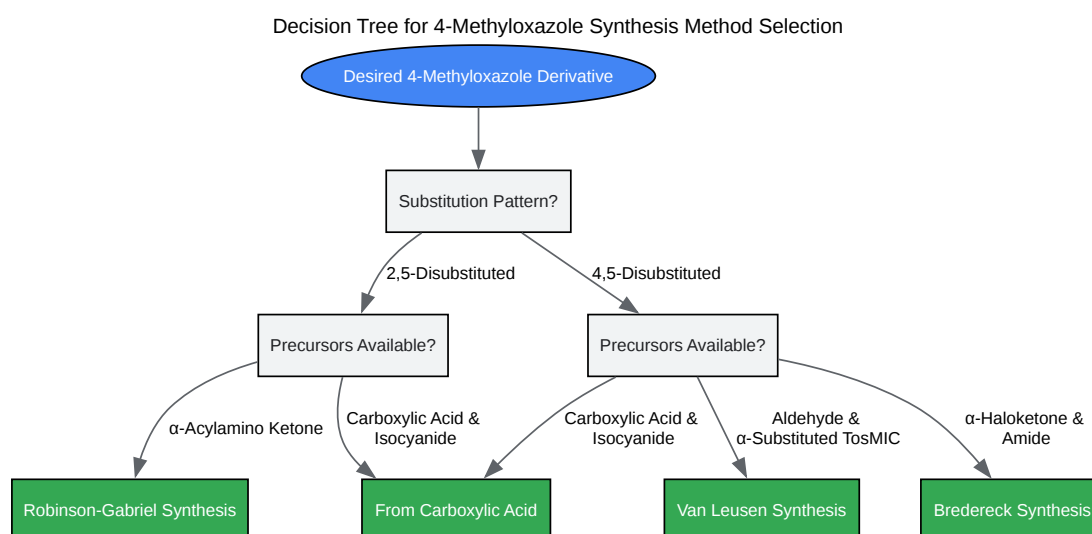 Decision Tree for 4-Methyloxazole Synthesis Method Selection
Desired 4-Methyloxazole Derivative
Substitution Pattern?
2,5-Disubstituted
4,5-Disubstituted
Precursors Available?
Precursors Available?
α-Acylamino Ketone
Carboxylic Acid &
Isocyanide
Carboxylic Acid &
Isocyanide
Aldehyde &
α-Substituted TosMIC
α-Haloketone &
Amide
Robinson-Gabriel Synthesis
From Carboxylic Acid
Van Leusen Synthesis
Bredereck Synthesis